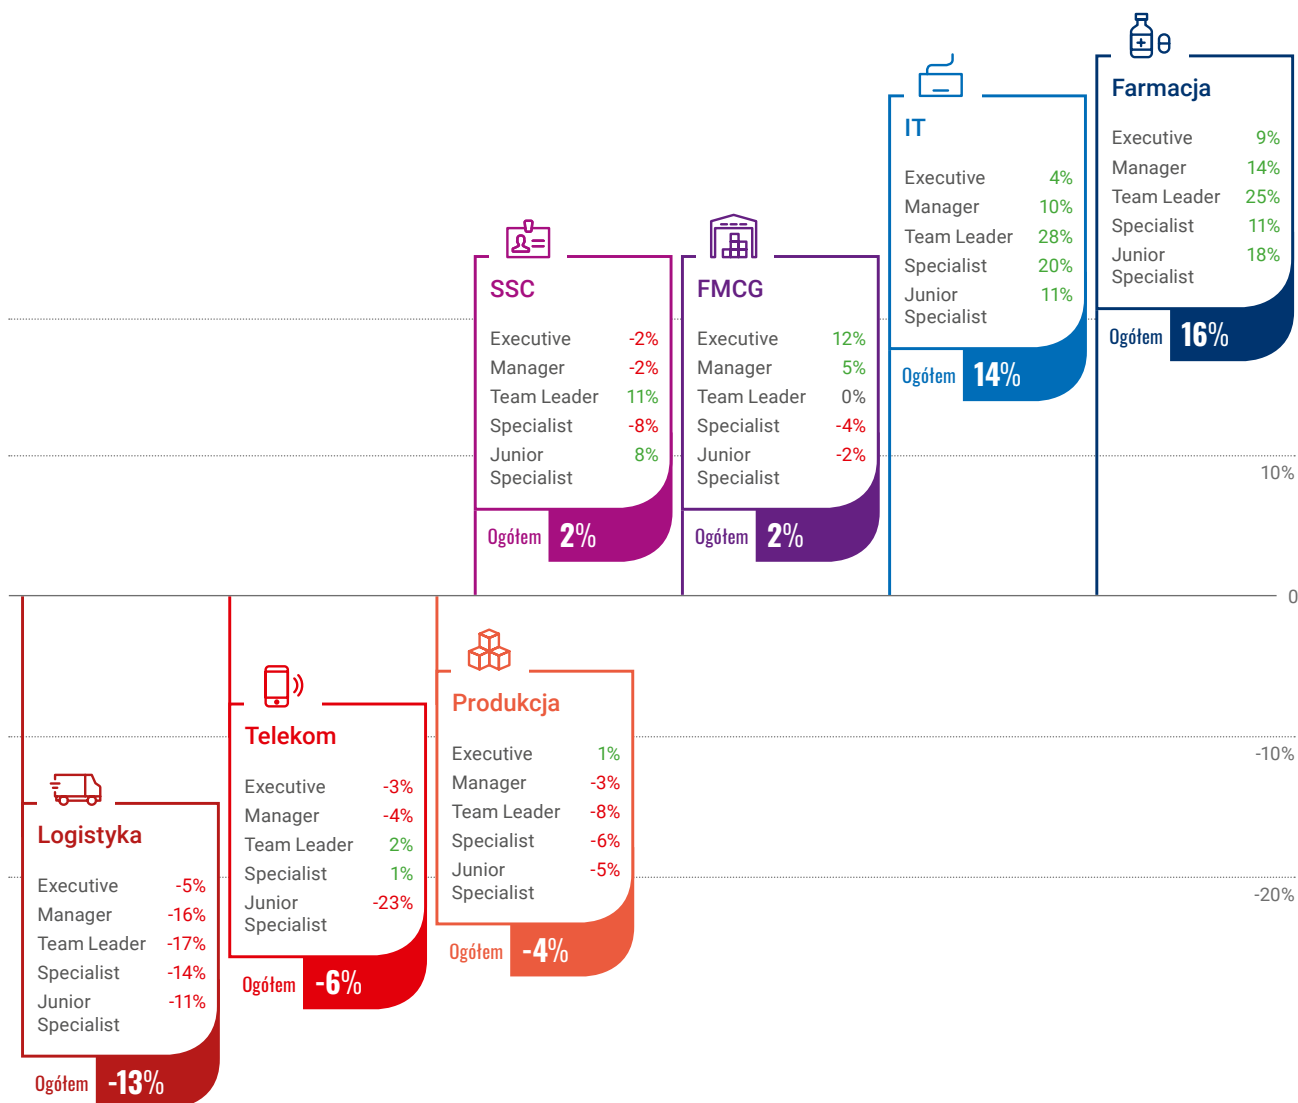 Farmacja
Executive 9%
Manager 14%
Team Leader 25%
Specialist 11%
Junior 18%
Specialist
Ogółem 16%
IT
Executive 4%
Manager 10%
Team Leader 28%
Specialist 20%
Junior 11%
Specialist
Ogółem 14%
SSC
Executive -2%
Manager -2%
Team Leader 11%
Specialist -8%
Junior 8%
Specialist
Ogółem 2%
FMCG
Executive 12%
Manager 5%
Team Leader 0%
Specialist -4%
Junior -2%
Specialist
Ogółem 2%
10%
0
-10%
-20%
Produkcja
Executive 1%
Manager -3%
Team Leader -8%
Specialist -6%
Junior -5%
Specialist
Ogółem -4%
Telekom
Executive -3%
Manager -4%
Team Leader 2%
Specialist 1%
Junior -23%
Specialist
Ogółem -6%
Logistyka
Executive -5%
Manager -16%
Team Leader -17%
Specialist -14%
Junior -11%
Specialist
Ogółem -13%